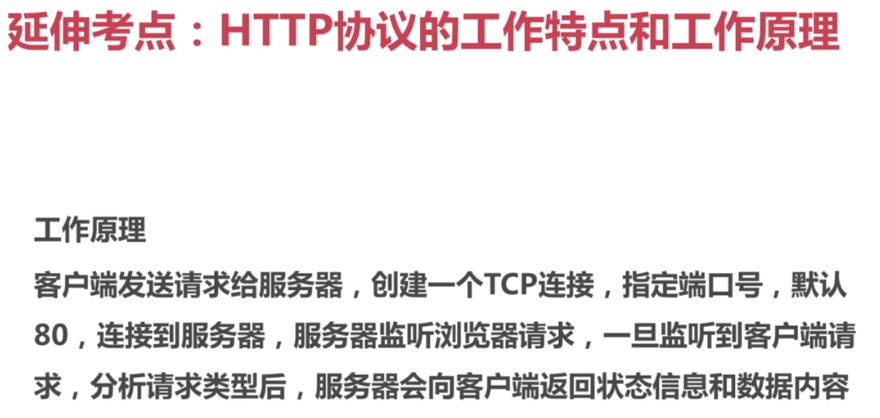 延伸考点：HTTP协议的工作特点和工作原理
工作原理
客户端发送请求给服务器，创建一个TCP连接，指定端口号，默认
80，连接到服务器，服务器监听浏览器请求，一旦监听到客户端请
求，分析请求类型后，服务器会向客户端返回状态信息和数据内容